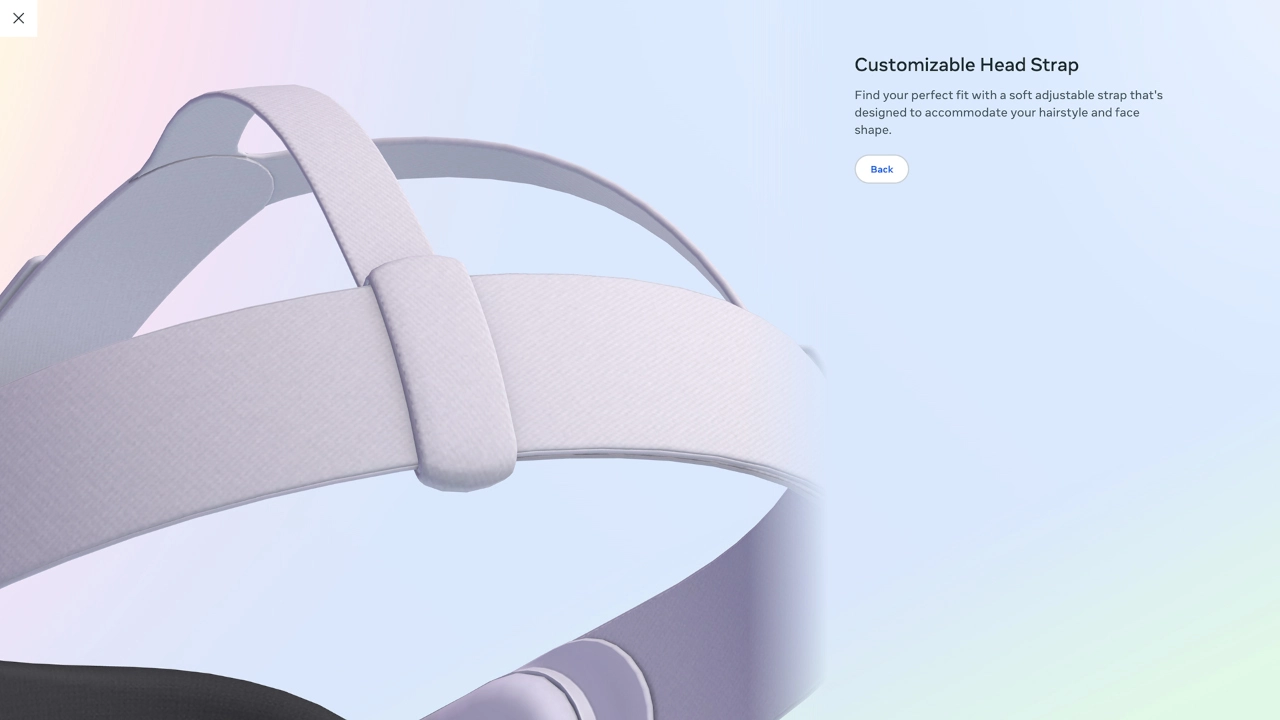 Customizable Head Strap
Find your perfect fit with a soft adjustable strap that's
designed to accommodate your hairstyle and face
shape.
Back